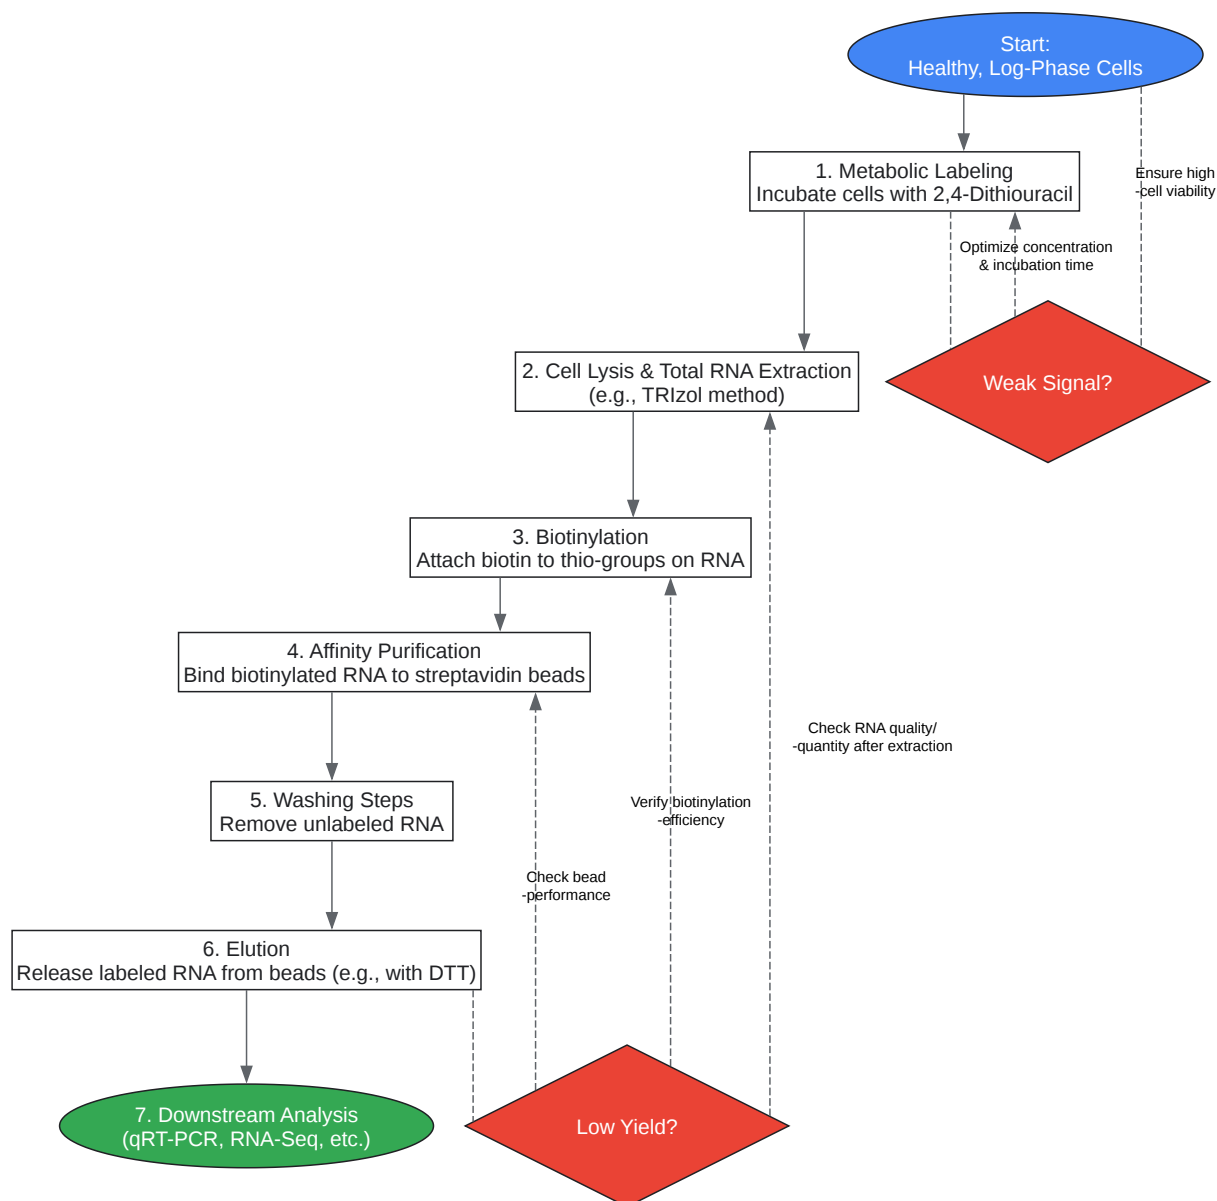 Start:
Healthy, Log-Phase Cells
1. Metabolic Labeling
Incubate cells with 2,4-Dithiouracil
Ensure high
-cell viability
Optimize concentration
& incubation time
2. Cell Lysis & Total RNA Extraction
(e.g., TRIzol method)
Weak Signal?
3. Biotinylation
Attach biotin to thio-groups on RNA
4. Affinity Purification
Bind biotinylated RNA to streptavidin beads
Check RNA quality/
-quantity after extraction
5. Washing Steps
Remove unlabeled RNA
Verify biotinylation
-efficiency
Check bead
-performance
6. Elution
Release labeled RNA from beads (e.g., with DTT)
7. Downstream Analysis
(qRT-PCR, RNA-Seq, etc.)
Low Yield?